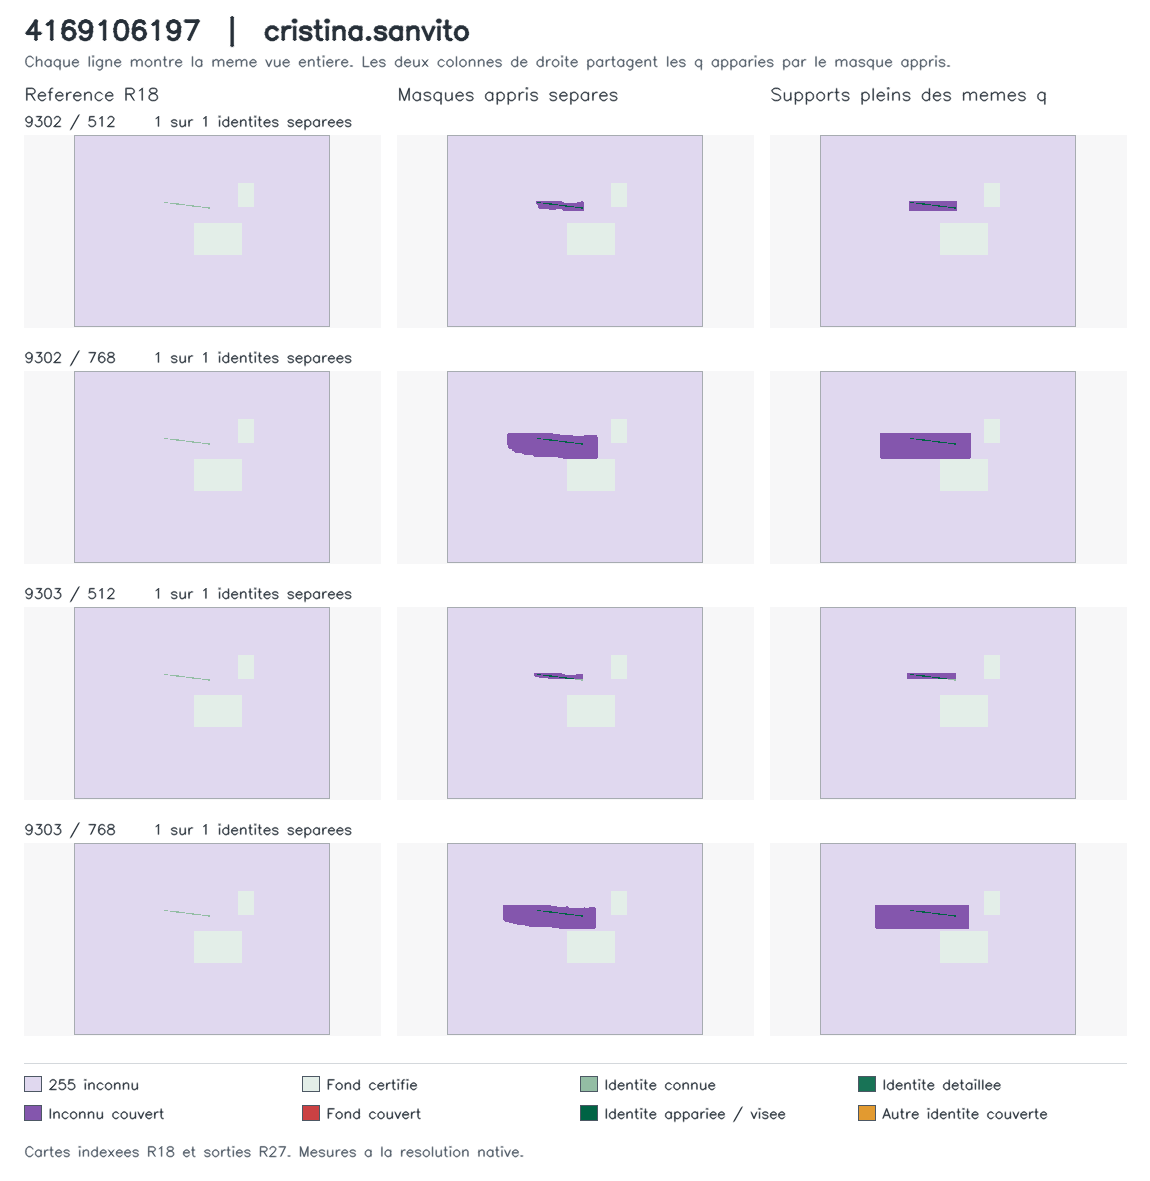 4169106197 | cristina.sanvito
Chaque ligne montre la meme vue entiere. Les deux colonnes de droite partagent les q apparies par le masque appris.
Reference R18 Masques appris separes Supports pleins des memes q
9302 / 512 1 sur 1 identites separees
9302 / 768 1 sur 1 identites separees
9303 / 512 1 sur 1 identites separees
9303 / 768 1 sur 1 identites separees
255 inconnu Fond certifie Identite connue Identite detaillee
Inconnu couvert Fond couvert Identite appariee / visee Autre identite couverte
Cartes indexees R18 et sorties R27. Mesures a la resolution native.